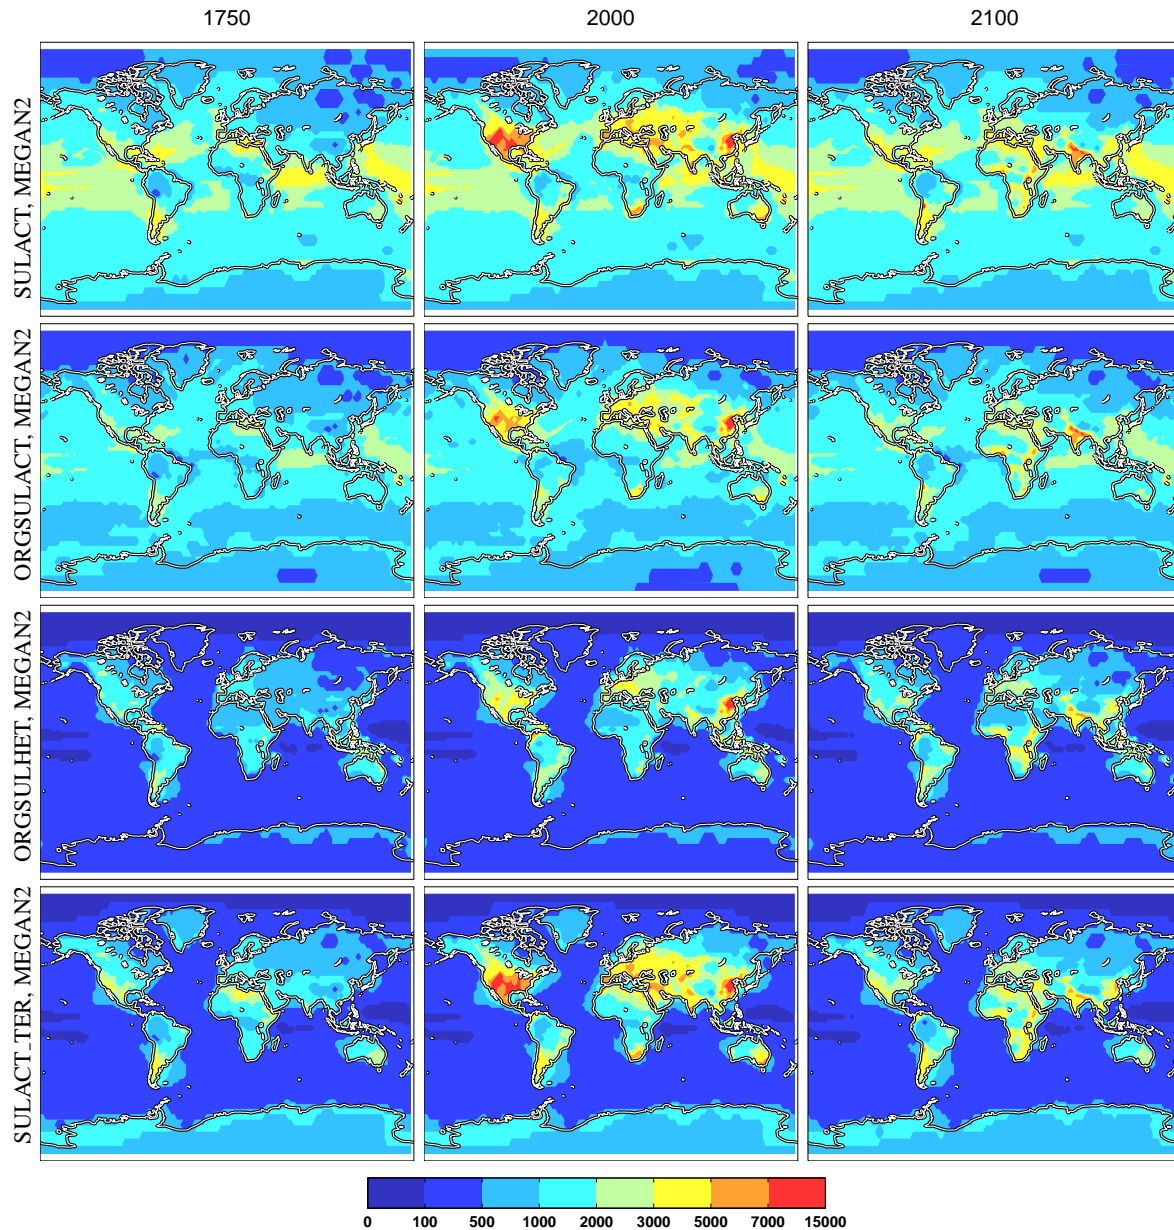 1750 2000 2100
SULACT, MEGAN2
ORGSULACT, MEGAN2
ORGSULHET, MEGAN2
SULACT_TER, MEGAN2
0 100 500 1000 2000 3000 5000 7000 15000